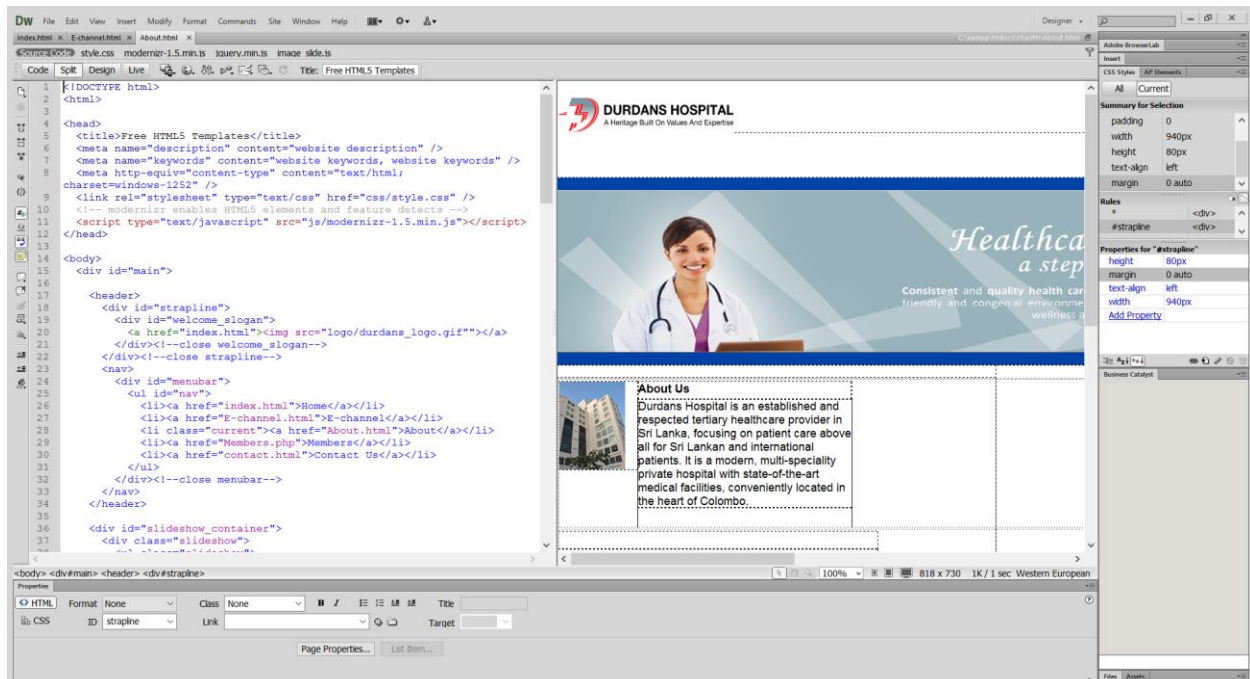 DW File Edit View Insert Modify Format Commands Site Window Help Designer
index.html × E-channel.html × About.html ×
Source Code style.css modernizr-1.5.min.js jquery.min.js image_slide.js
Code Split Design Live Title: Free HTML5 Templates
1 <!DOCTYPE html>
2 <html>
3
4 <head>
5 <title>Free HTML5 Templates</title>
6 <meta name="description" content="website description" />
7 <meta name="keywords" content="website keywords, website keywords" />
8 <meta http-equiv="content-type" content="text/html;
charset=windows-1252" />
9 <link rel="stylesheet" type="text/css" href="css/style.css" />
10 <!-- modernizr enables HTML5 elements and feature detects -->
11 <script type="text/javascript" src="js/modernizr-1.5.min.js"></script>
12 </head>
13
14 <body>
15 <div id="main">
16
17 <header>
18 <div id="strapline">
19 <div id="welcome_slogan">
20 <a href="index.html"><img src="logo/durdans_logo.gif""></a>
21 </div><!--close welcome_slogan-->
22 </div><!--close strapline-->
23 <nav>
24 <div id="menubar">
25 <ul id="nav">
26 <li><a href="index.html">Home</a></li>
27 <li><a href="E-channel.html">E-channel</a></li>
28 <li class="current"><a href="About.html">About</a></li>
29 <li><a href="Members.php">Members</a></li>
30 <li><a href="contact.html">Contact Us</a></li>
31 </ul>
32 </div><!--close menubar-->
33 </nav>
34 </header>
35
36 <div id="slideshow_container">
37 <div class="slideshow">
DURDANS HOSPITAL
A Heritage Built On Values And Expertise
Healthca
a step
Consistent and quality health car
friendly and congenial environme
wellness a
About Us
Durdans Hospital is an established and
respected tertiary healthcare provider in
Sri Lanka, focusing on patient care above
all for Sri Lankan and international
patients. It is a modern, multi-speciality
private hospital with state-of-the-art
medical facilities, conveniently located in
the heart of Colombo.
Adobe BrowserLab
Insert
CSS Styles AP Elements
All Current
Summary for Selection
padding 0
width 940px
height 80px
text-align left
margin 0 auto
Rules
* <div>
#strapline <div>
Properties for "#strapline"
height 80px
margin 0 auto
text-align left
width 940px
Add Property
Business Catalyst
Files Assets
<body> <div#main> <header> <div#strapline> 100% 818 x 730 1K / 1 sec Western European
Properties
HTML Format None Class None B I Title
CSS ID strapline Link Target
Page Properties... List Item...